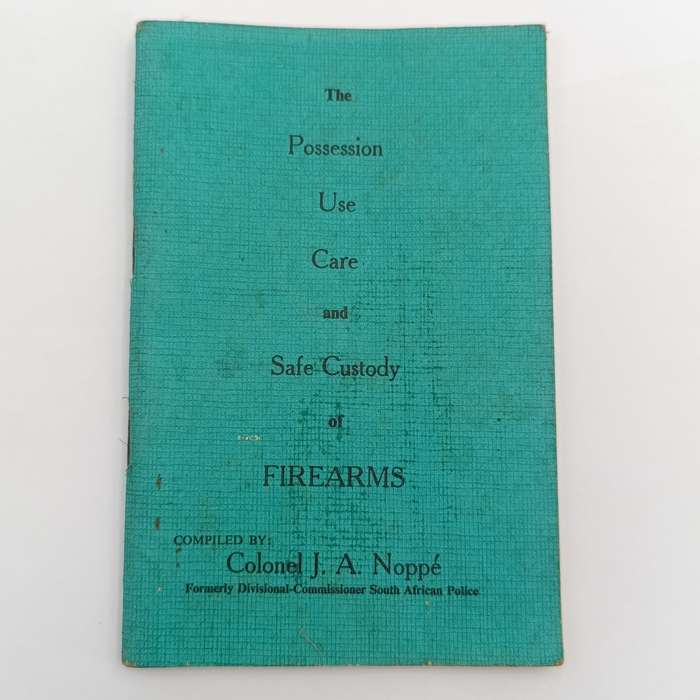 The
Possession
Use
Care
and
Safe Custody
of
FIREARMS
COMPILED BY:
Colonel J. A. Noppé
Formerly Divisional-Commissioner South African Police